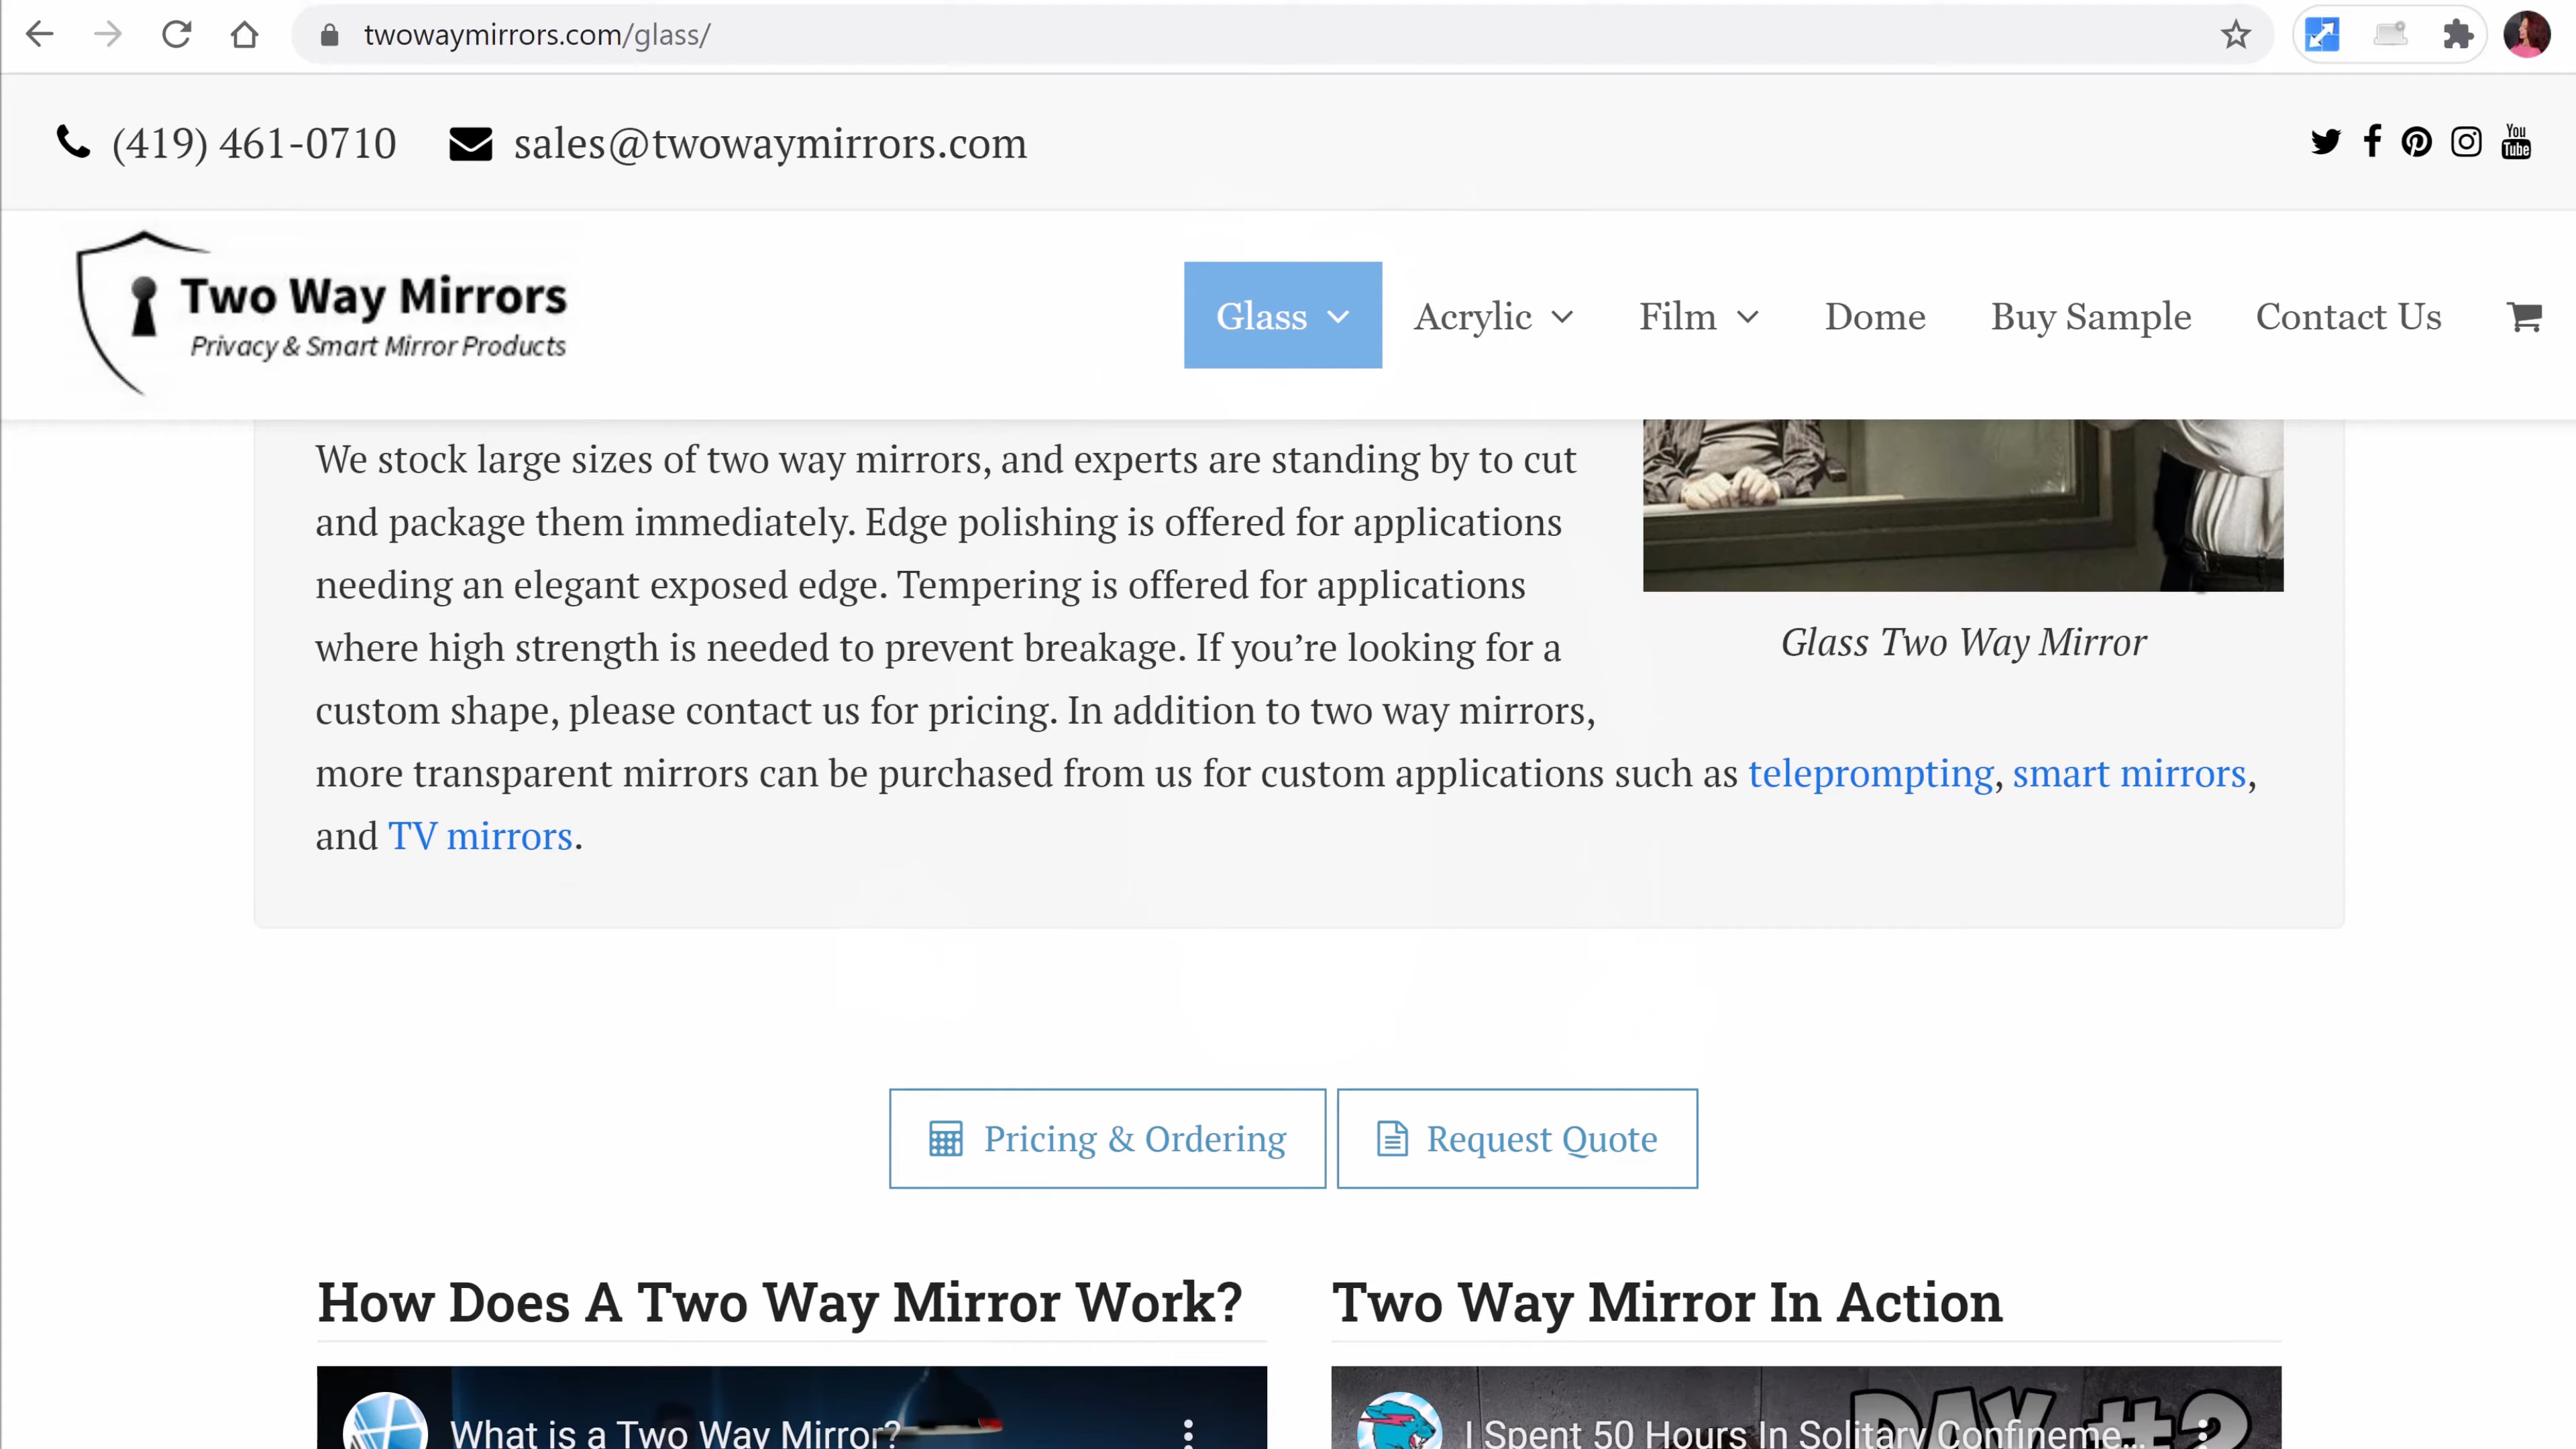 twowaymirrors.com/glass/
(419) 461-0710 sales@twowaymirrors.com
You
Tube
Two Way Mirrors
Privacy & Smart Mirror Products
Glass Acrylic Film Dome Buy Sample Contact Us
We stock large sizes of two way mirrors, and experts are standing by to cut
and package them immediately. Edge polishing is offered for applications
needing an elegant exposed edge. Tempering is offered for applications
where high strength is needed to prevent breakage. If you’re looking for a
custom shape, please contact us for pricing. In addition to two way mirrors,
more transparent mirrors can be purchased from us for custom applications such as teleprompting, smart mirrors,
and TV mirrors.
Glass Two Way Mirror
Pricing & Ordering
Request Quote
How Does A Two Way Mirror Work?
What is a Two Way Mirror?
Two Way Mirror In Action
I Spent 50 Hours In Solitary Confineme...
DAY #2